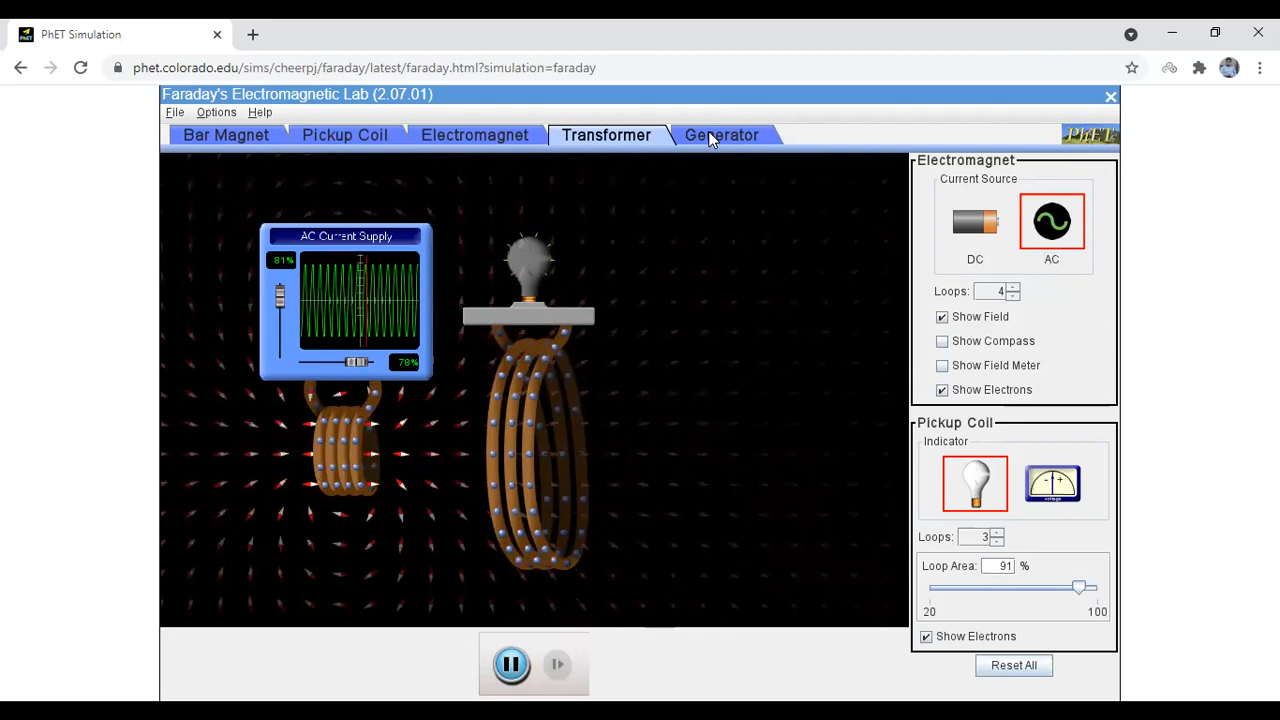 PhET Simulation
phet.colorado.edu/sims/cheerpj/faraday/latest/faraday.html?simulation=faraday
Faraday's Electromagnetic Lab (2.07.01)
File Options Help
Bar Magnet Pickup Coil Electromagnet Transformer Generator
PhET
Electromagnet
Current Source
DC AC
Loops: 4
Show Field
Show Compass
Show Field Meter
Show Electrons
AC Current Supply
81%
78%
Pickup Coil
Indicator
- +
voltage
Loops: 3
Loop Area: 91 %
20 100
Show Electrons
Reset All